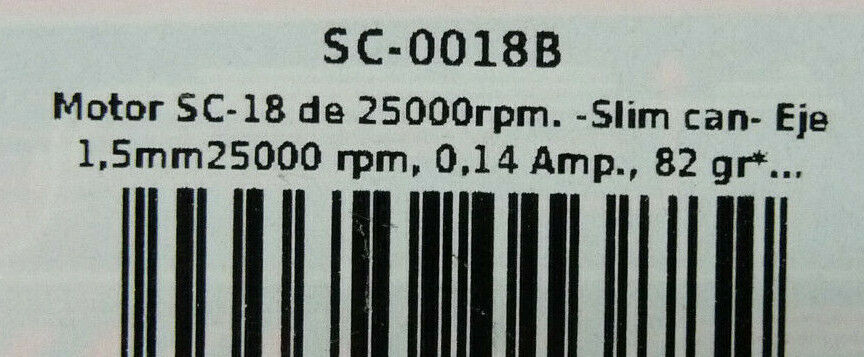 SC-0018B
Motor SC-18 de 25000rpm. -Slim can- Eje
1,5mm25000 rpm, 0,14 Amp., 82 gr*...